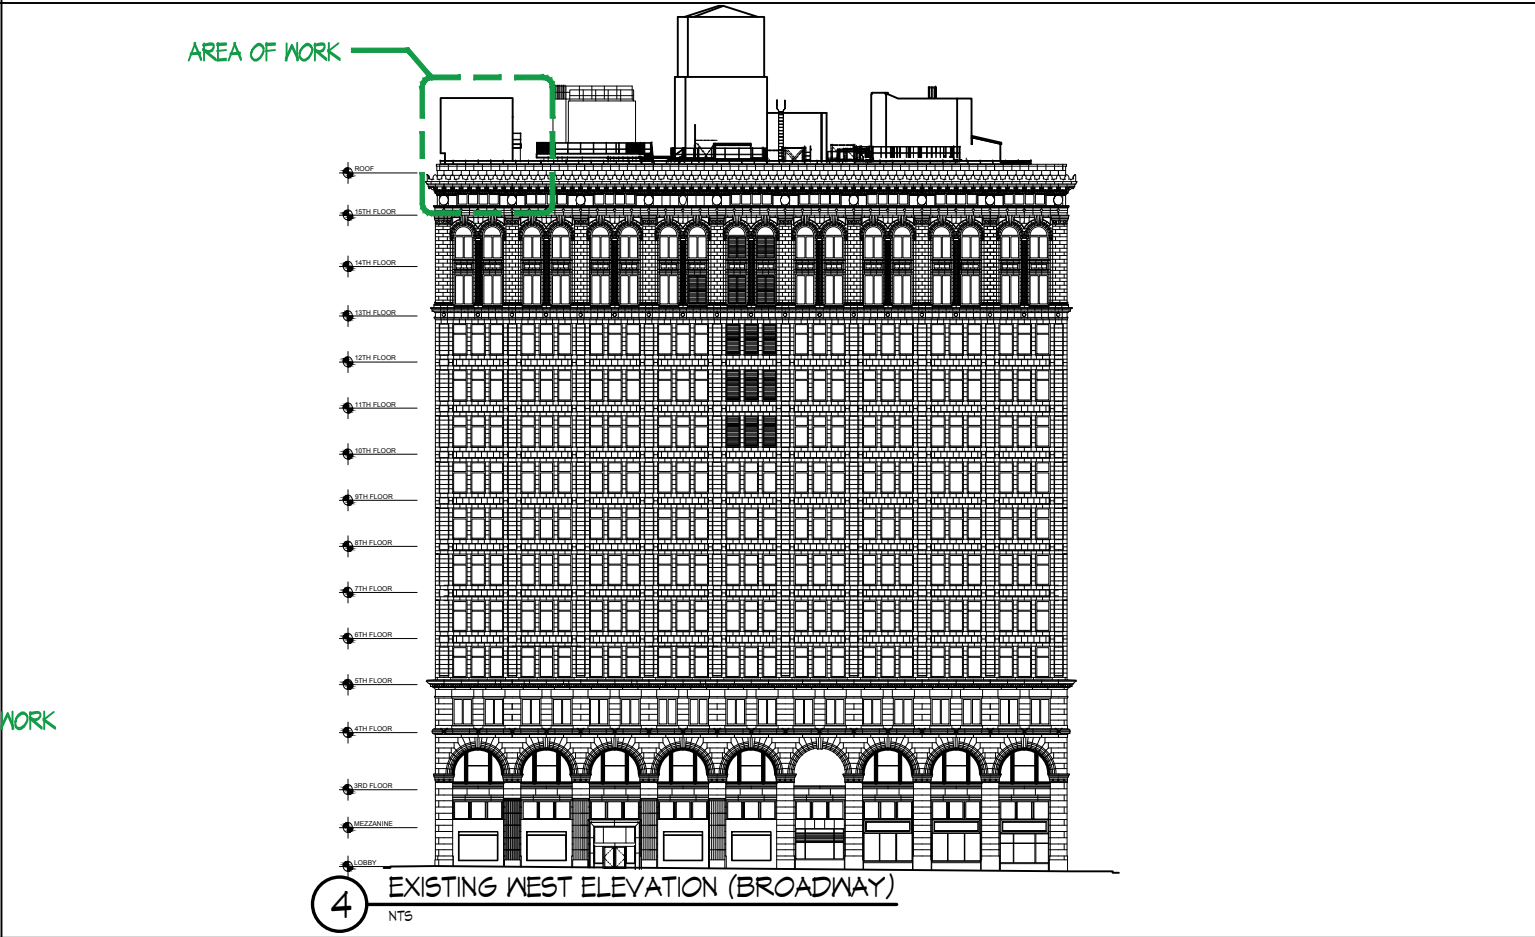 AREA OF WORK
ROOF
15TH FLOOR
14TH FLOOR
13TH FLOOR
12TH FLOOR
11TH FLOOR
10TH FLOOR
9TH FLOOR
8TH FLOOR
7TH FLOOR
6TH FLOOR
5TH FLOOR
WORK
4TH FLOOR
3RD FLOOR
MEZZANINE
LOBBY
4
EXISTING WEST ELEVATION (BROADWAY)
NTS